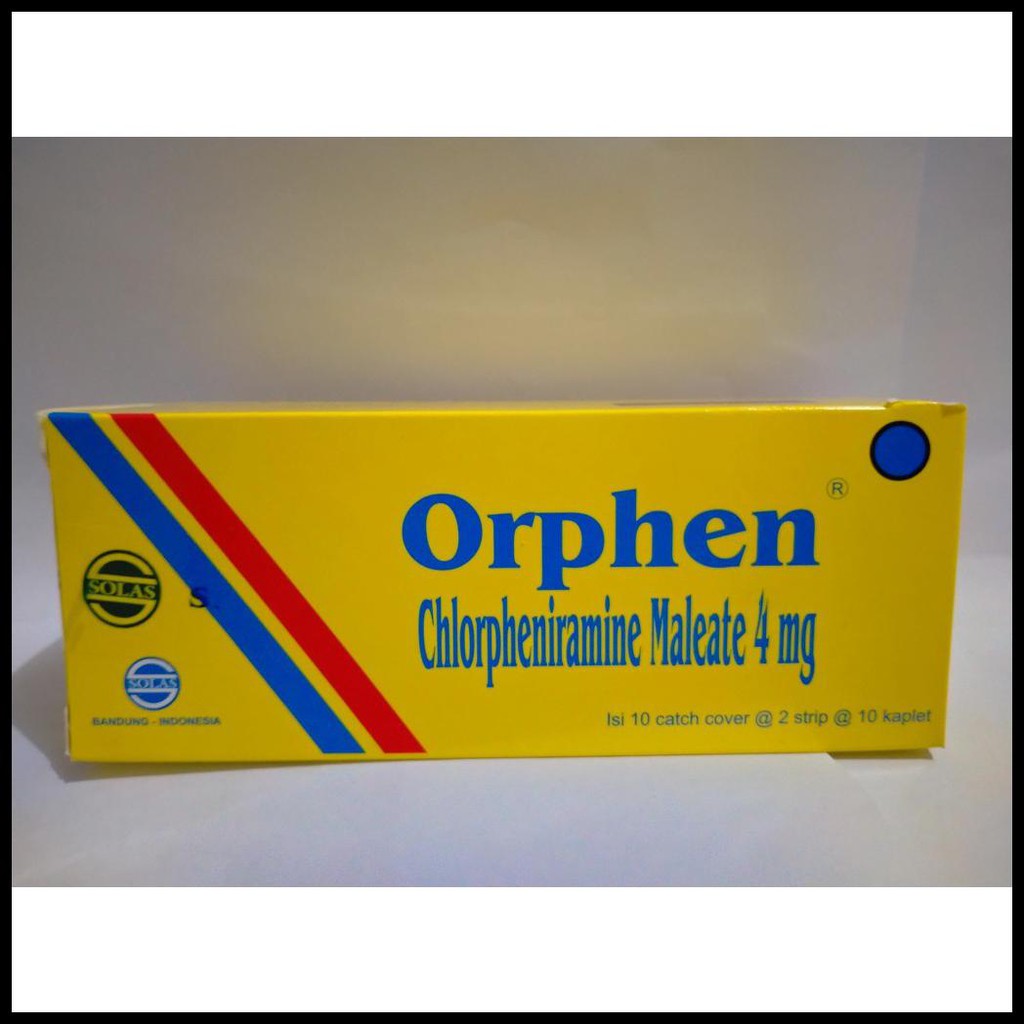 Orphen ®
Chlorpheniramine Maleate 4 mg
Isi 10 catch cover @ 2 strip @ 10 kaplet
SOLAS
S
SOLAS
BANDUNG - INDONESIA